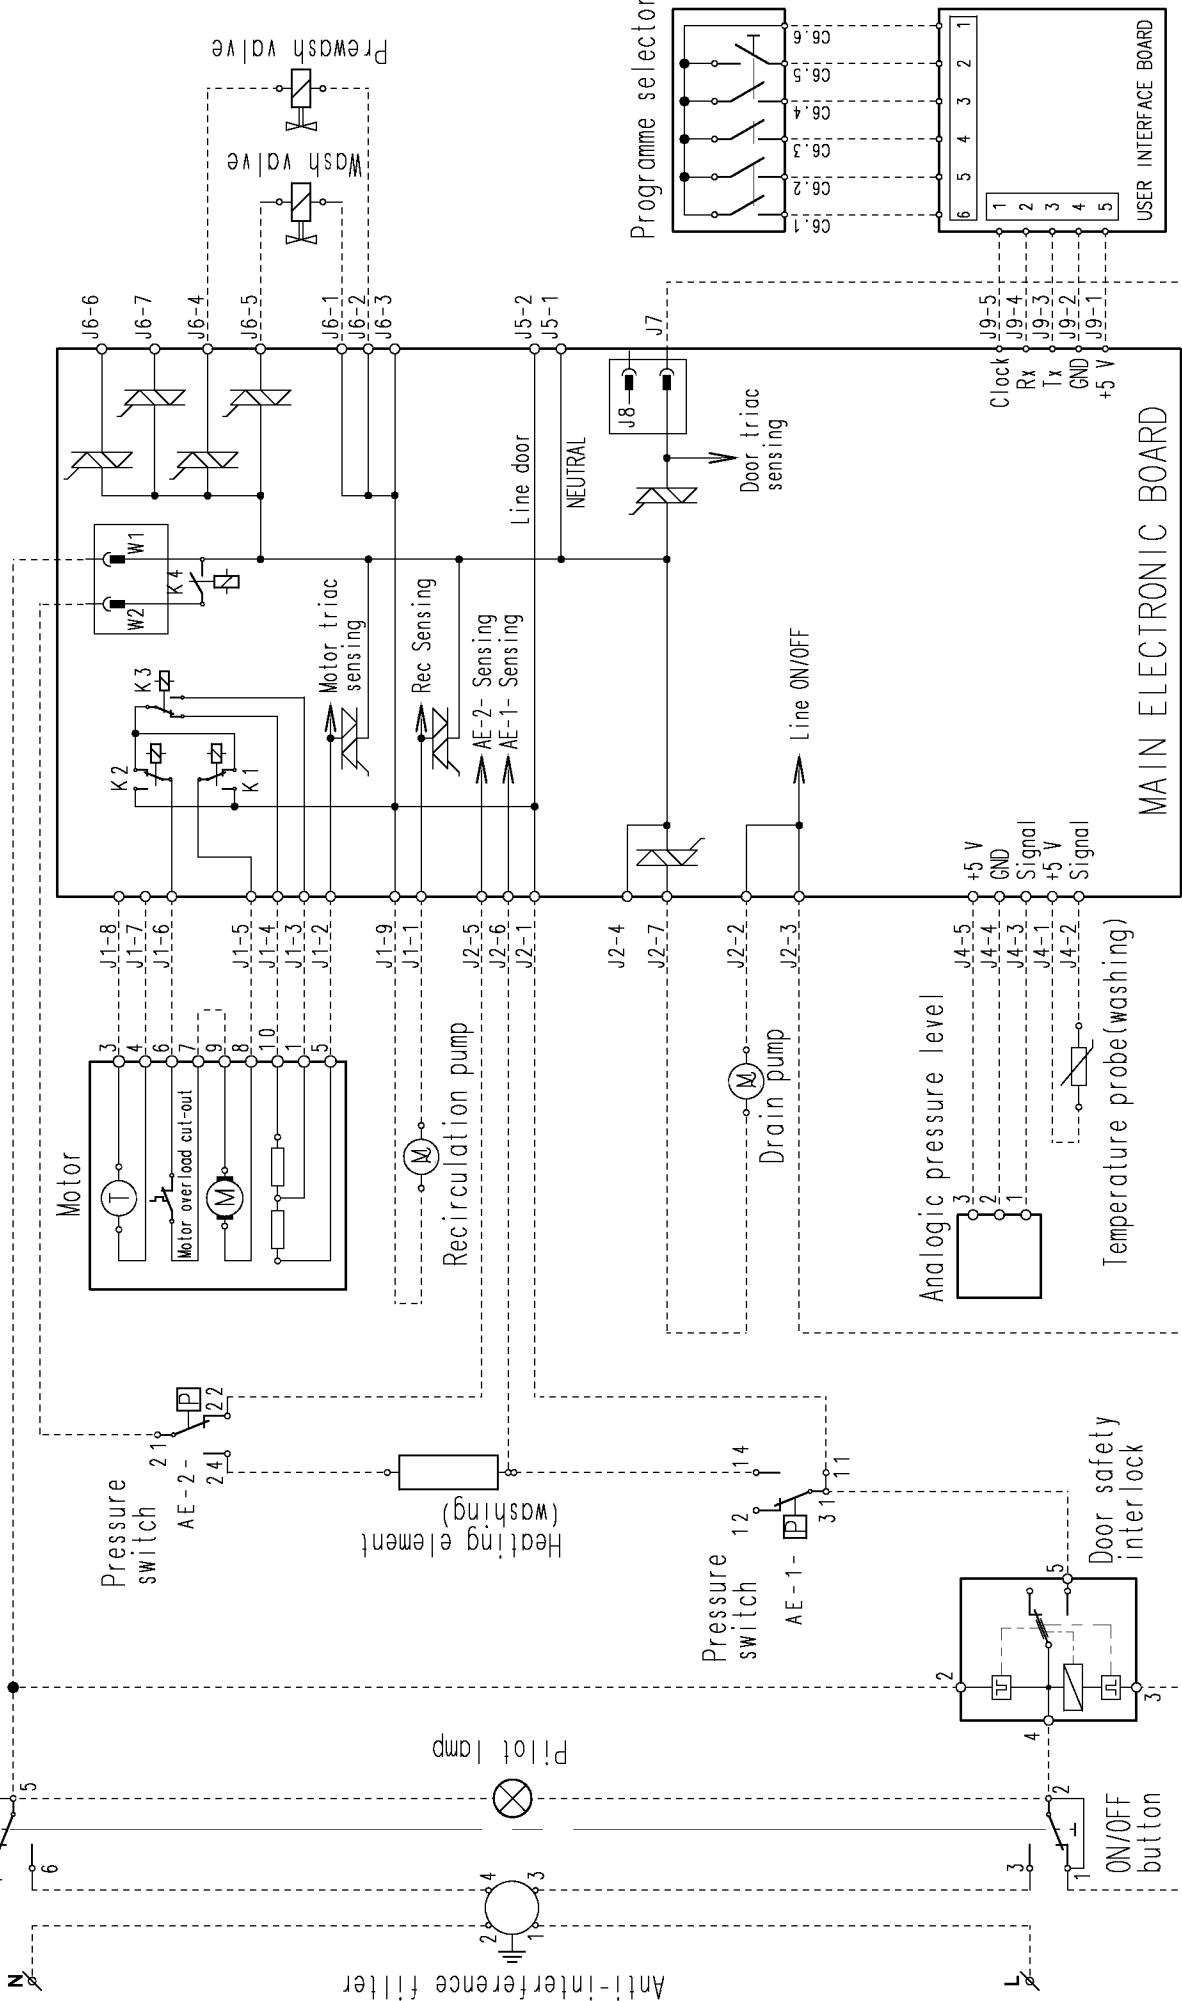 Prewash valve
Wash valve
Programme selector
C6.6
C6.5
C6.4
C6.3
C6.2
C6.1
1
2
3
4
5
6
1
2
3
4
5
USER INTERFACE BOARD
J6-6
J6-7
J6-4
J6-5
J6-1
J6-2
J6-3
J5-2
J5-1
J7
J9-5
J9-4
J9-3
J9-2
J9-1
Clock
Rx
Tx
GND
+5 V
J8
Door triac
sensing
Line door
NEUTRAL
W1
W2
K4
K3
K2
K1
Motor triac
sensing
Rec Sensing
AE-2- Sensing
AE-1- Sensing
Line ON/OFF
MAIN ELECTRONIC BOARD
+5 V
GND
Signal
+5 V
Signal
J1-8
J1-7
J1-6
J1-5
J1-4
J1-3
J1-2
J1-9
J1-1
J2-5
J2-6
J2-1
J2-4
J2-7
J2-2
J2-3
J4-5
J4-4
J4-3
J4-1
J4-2
Motor
3
4
6
7
9
8
10
1
5
T
Motor overload cut-out
M
M
Recirculation pump
M
Drain pump
Analogic pressure level
3
2
1
Temperature probe(washing)
Pressure
switch
AE-2-
21
22
24
P
Heating element
(washing)
Pressure
switch
AE-1-
14
12
11
31
P
Door safety
interlock
2
5
4
3
Pilot lamp
5
6
ON/OFF
button
2
3
1
4
3
2
1
Anti-interference filter
N
L